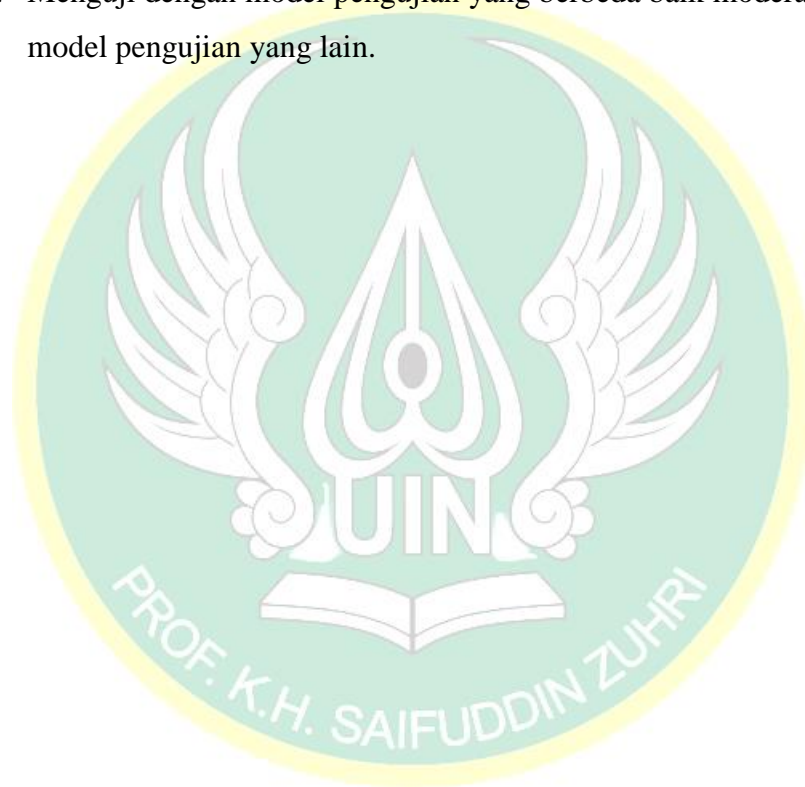 Menguji dengan model pengujian yang berbeda baik
model pengujian yang lain.
UIN
PROF. K.H. SAIFUDDIN ZUHRI